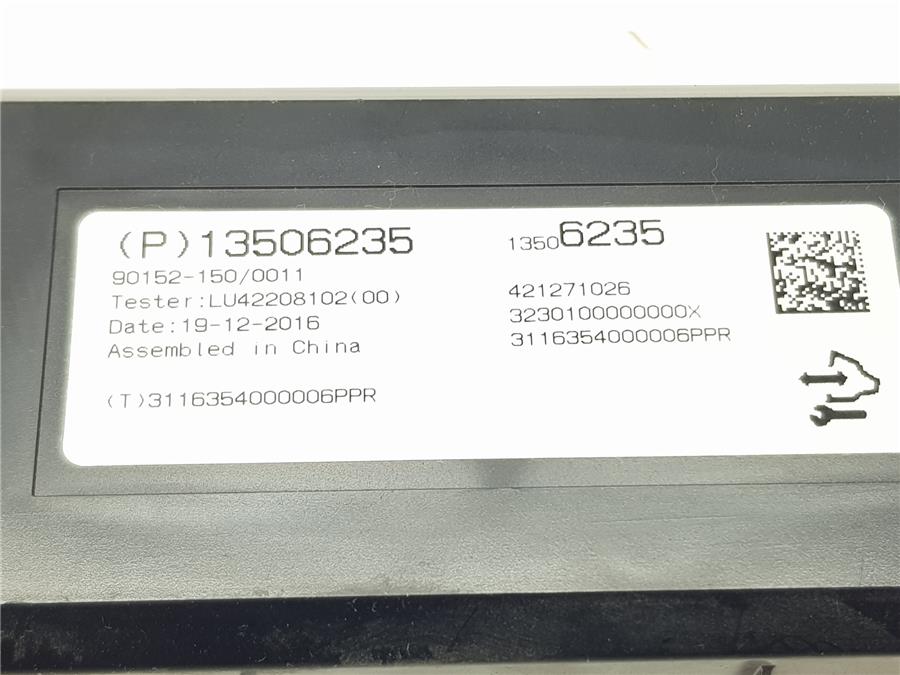 (P)13506235
90152-150/0011
Tester:LU42208102(00)
Date:19-12-2016
Assembled in China
(T)3116354000006PPR
13506235
421271026
3230100000000X
3116354000006PPR